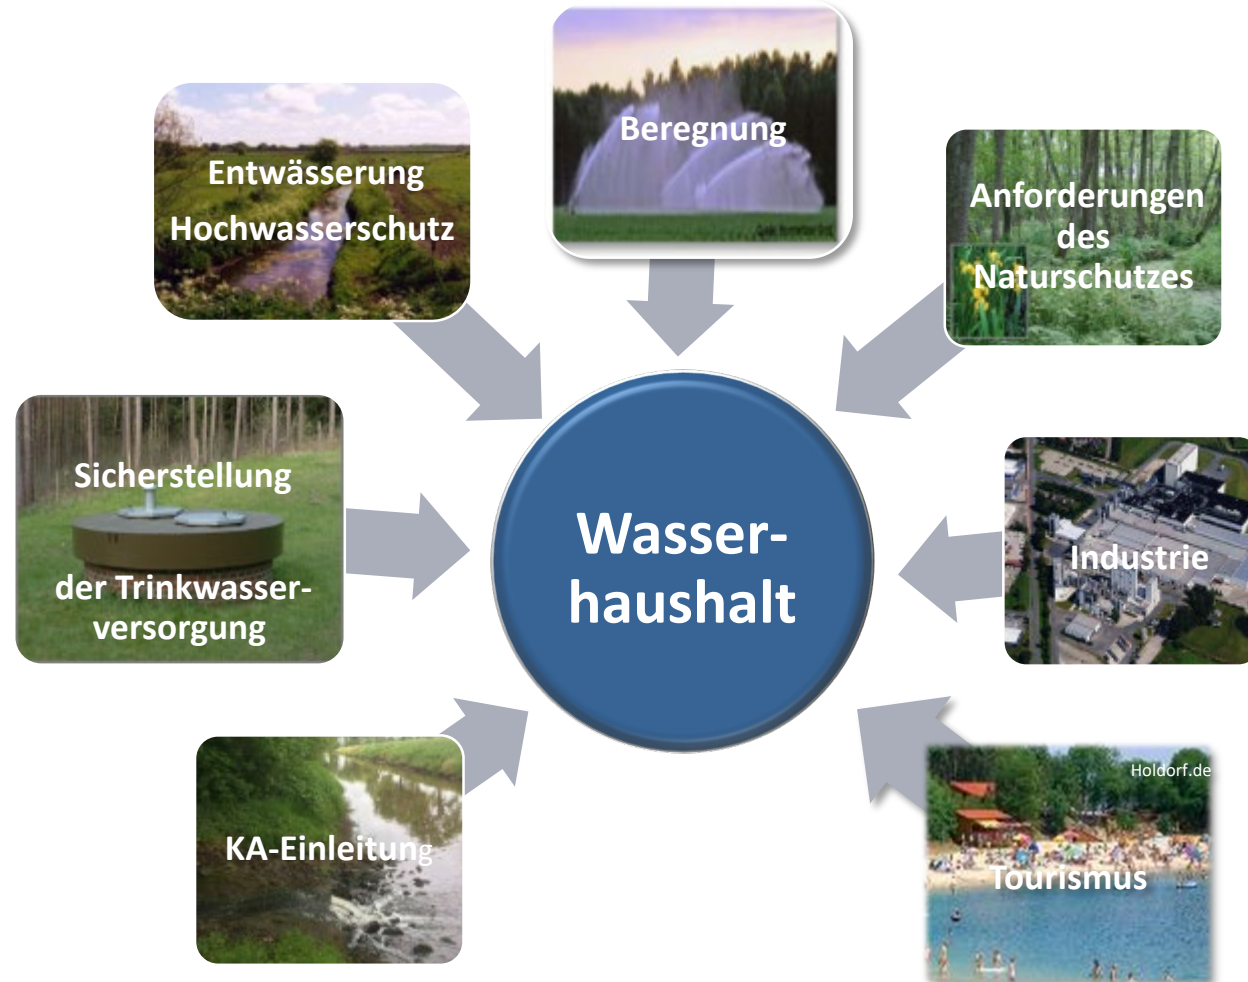 Beregnung
Entwässerung
Hochwasserschutz
Anforderungen
des
Naturschutzes
Sicherstellung
der Trinkwasser-
versorgung
Wasser-
haushalt
Industrie
KA-Einleitung
Holdorf.de
Tourismus